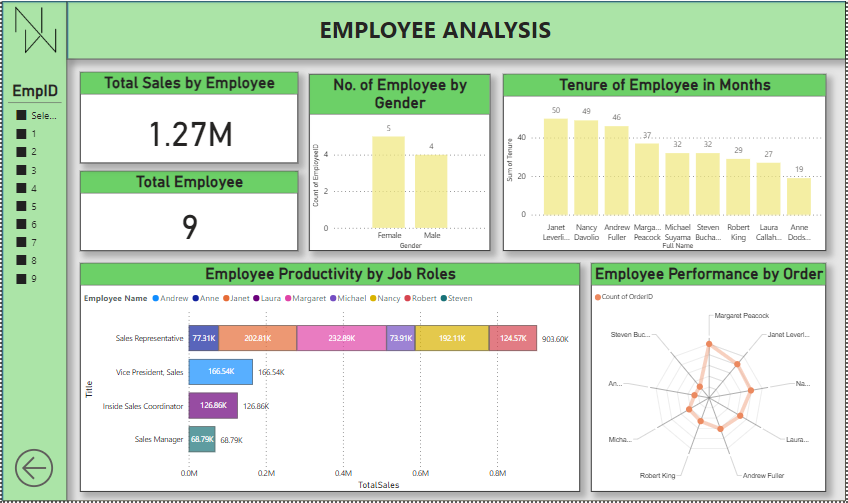 EMPLOYEE ANALYSIS
EmpID
Sele...
1
2
3
4
5
6
7
8
9
Total Sales by Employee
1.27M
Total Employee
9
No. of Employee by
Gender
Count of EmployeeID
4
2
0
5
4
Female
Male
Gender
Tenure of Employee in Months
Sum of Tenure
40
20
0
50
49
46
37
32
32
29
27
19
Janet
Leverli...
Nancy
Davolio
Andrew
Fuller
Marga...
Peacock
Michael
Suyama
Steven
Bucha...
Robert
King
Laura
Callah...
Anne
Dods...
Full Name
Employee Productivity by Job Roles
Employee Name Andrew Anne Janet Laura Margaret Michael Nancy Robert Steven
Title
Sales Representative 77.31K 202.81K 232.89K 73.91K 192.11K 124.57K 903.60K
Vice President, Sales 166.54K 166.54K
Inside Sales Coordinator 126.86K 126.86K
Sales Manager 68.79K 68.79K
0.0M 0.2M 0.4M 0.6M 0.8M
TotalSales
Employee Performance by Order
Count of OrderID
Margaret Peacock
Janet Leverl...
Na...
Laura...
Andrew Fuller
Robert King
Micha...
An...
Steven Buc...